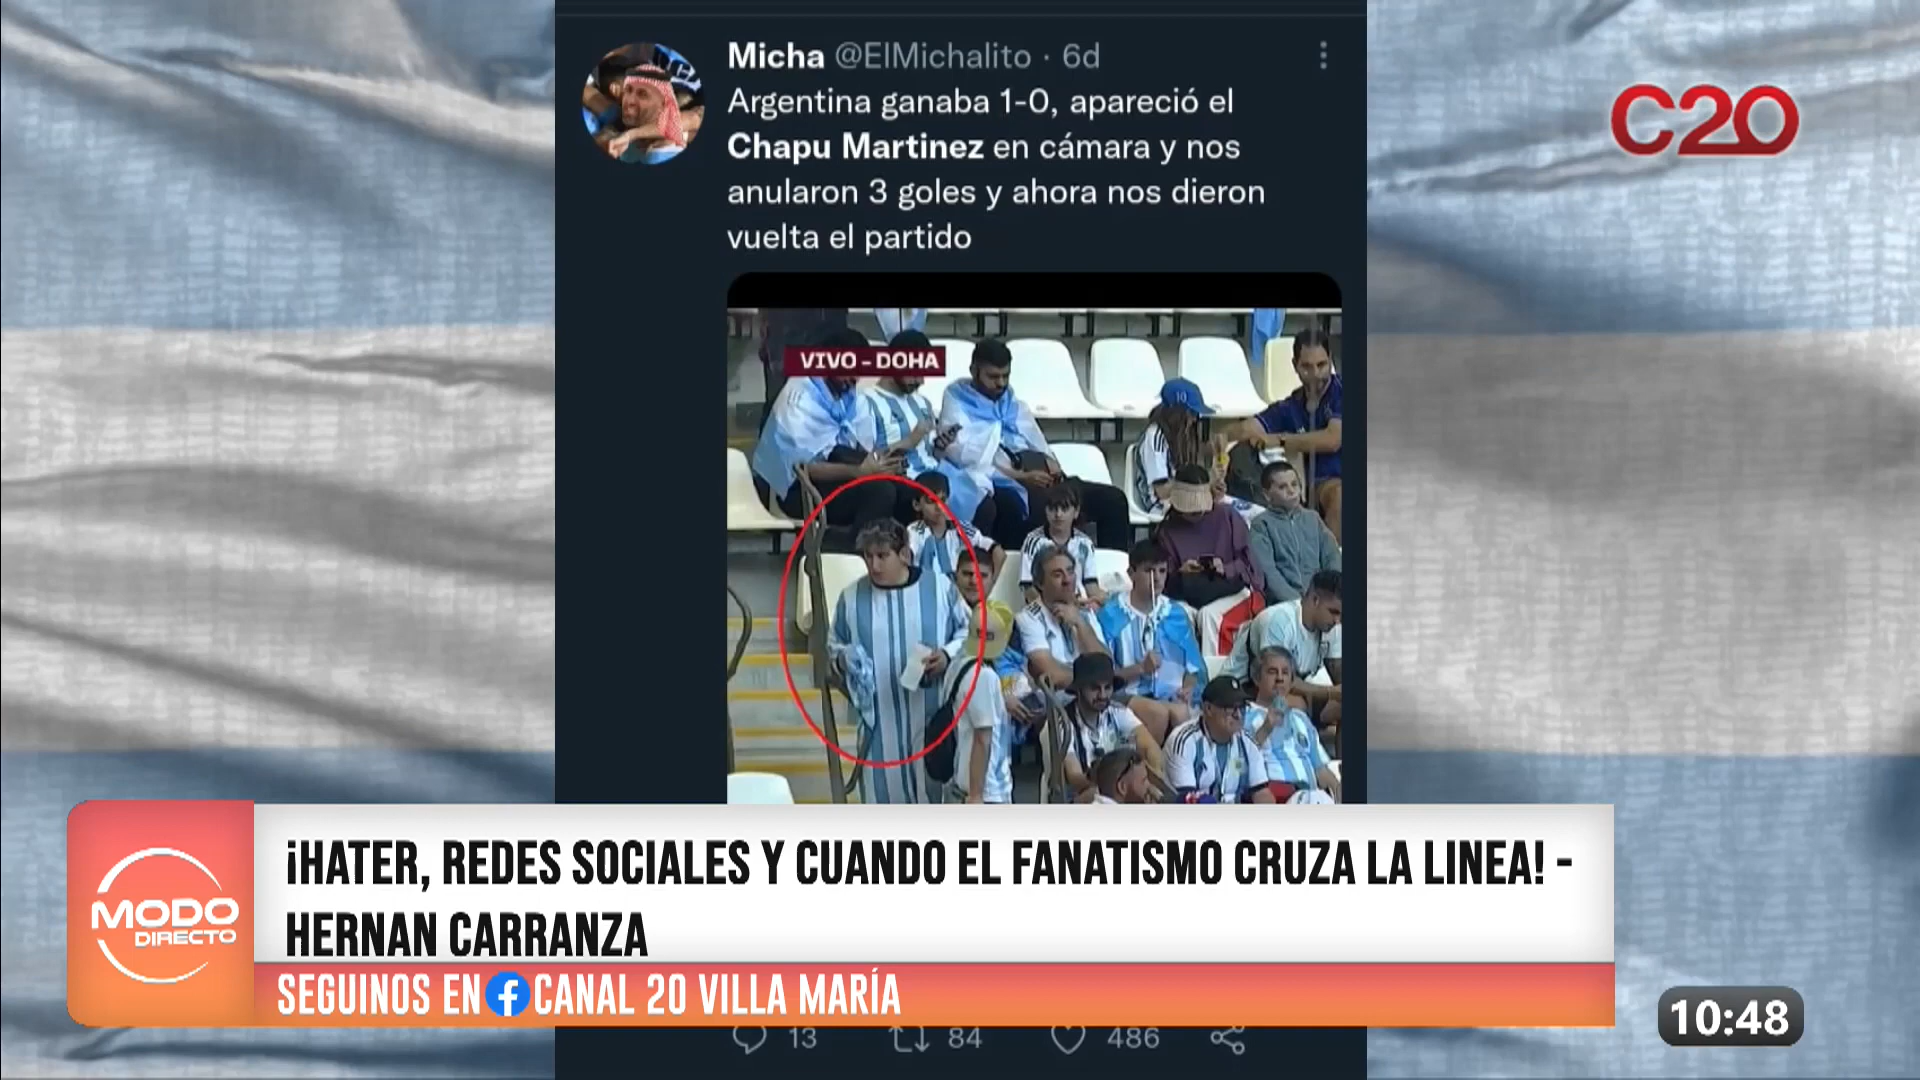 Micha @ElMichalito · 6d
Argentina ganaba 1-0, apareció el
Chapu Martinez en cámara y nos
anularon 3 goles y ahora nos dieron
vuelta el partido
C20
VIVO - DOHA
10
¡HATER, REDES SOCIALES Y CUANDO EL FANATISMO CRUZA LA LINEA! -
HERNAN CARRANZA
MODO
DIRECTO
SEGUINOS EN CANAL 20 VILLA MARÍA
13 84 486
10:48